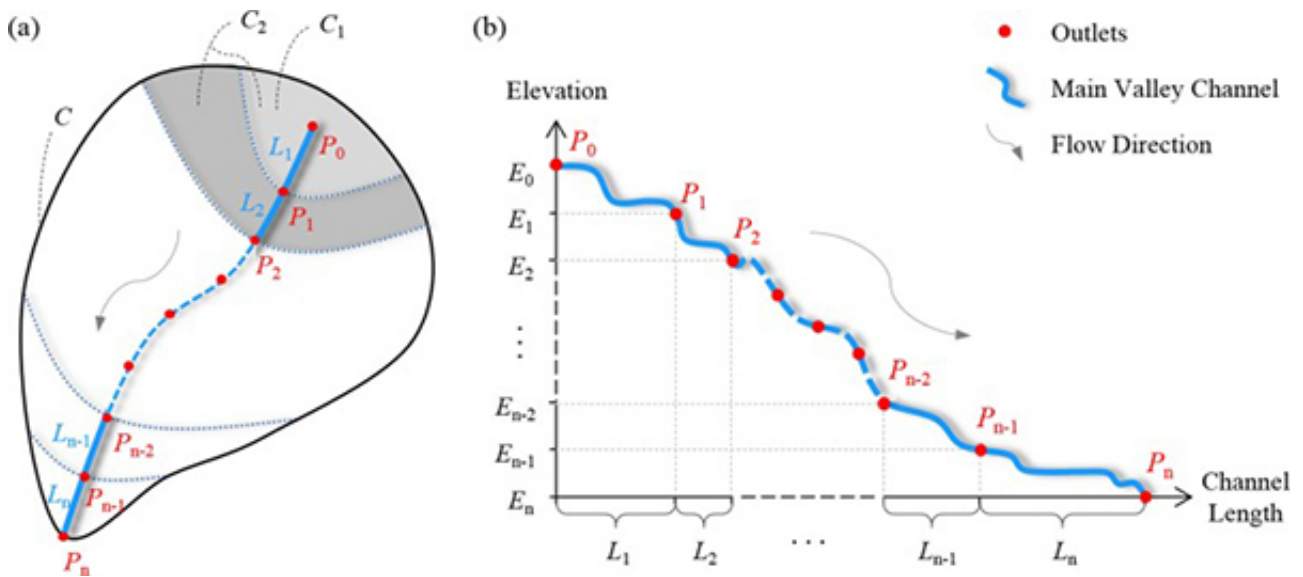 (a)
C₂
C₁
C
L₁
P₀
L₂
P₁
P₂
Lₙ₋₁
Pₙ₋₂
Lₙ
Pₙ₋₁
Pₙ
(b)
Outlets
Main Valley Channel
Flow Direction
Elevation
P₀
E₀
P₁
E₁
P₂
E₂
⋮
Pₙ₋₂
Eₙ₋₂
Pₙ₋₁
Eₙ₋₁
Pₙ
Eₙ
Channel
Length
L₁ L₂ ⋯ Lₙ₋₁ Lₙ